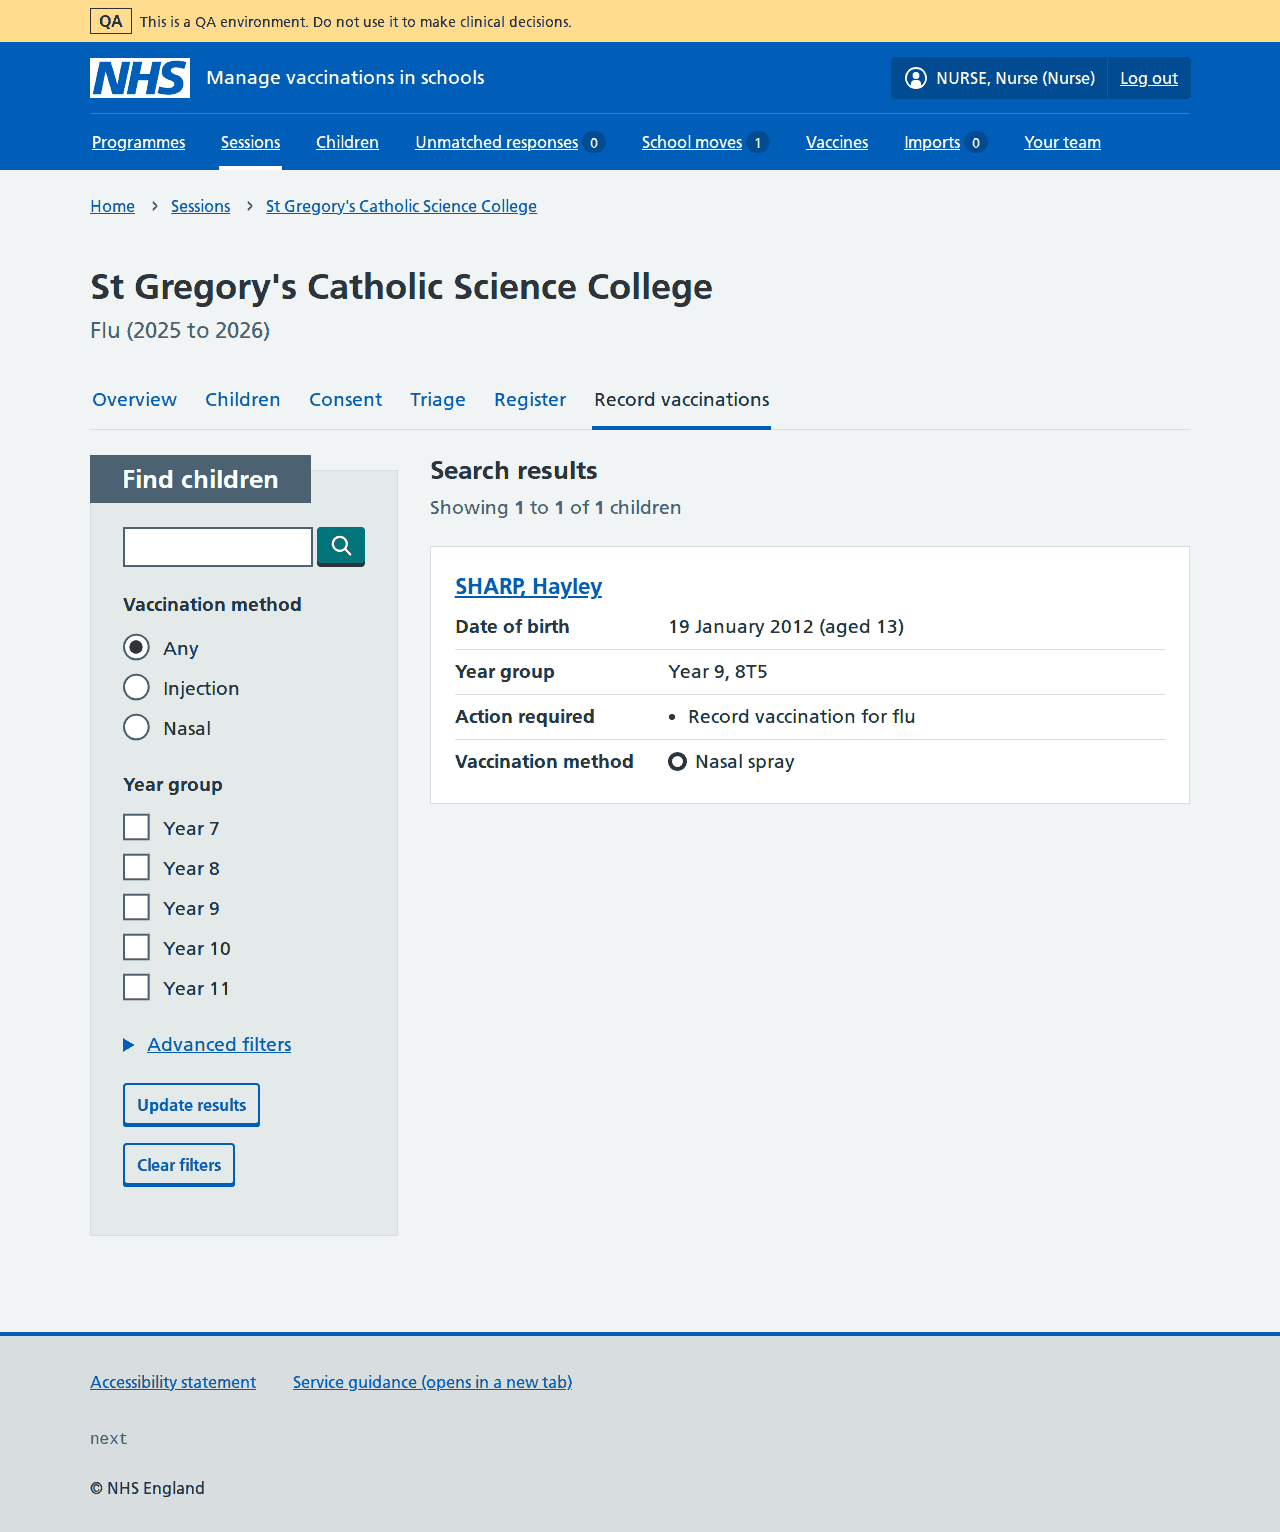 QA This is a QA environment. Do not use it to make clinical decisions.
NHS Manage vaccinations in schools NURSE, Nurse (Nurse) Log out
Programmes Sessions Children Unmatched responses 0 School moves 1 Vaccines Imports 0 Your team
Home Sessions St Gregory's Catholic Science College
St Gregory's Catholic Science College
Flu (2025 to 2026)
Overview Children Consent Triage Register Record vaccinations
Find children
Vaccination method
Any
Injection
Nasal
Year group
Year 7
Year 8
Year 9
Year 10
Year 11
Advanced filters
Update results
Clear filters
Search results
Showing 1 to 1 of 1 children
SHARP, Hayley
Date of birth 19 January 2012 (aged 13)
Year group Year 9, 8T5
Action required • Record vaccination for flu
Vaccination method Nasal spray
Accessibility statement Service guidance (opens in a new tab)
next
© NHS England